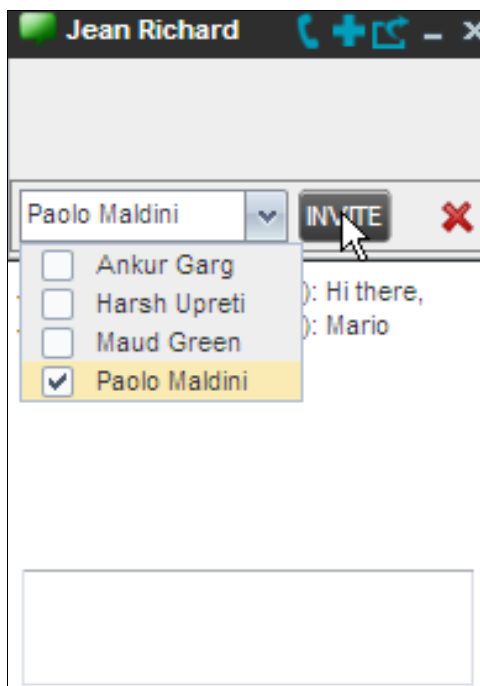 Jean Richard
Paolo Maldini INVITE
Ankur Garg
Harsh Upreti
Maud Green
Paolo Maldini
): Hi there,
): Mario